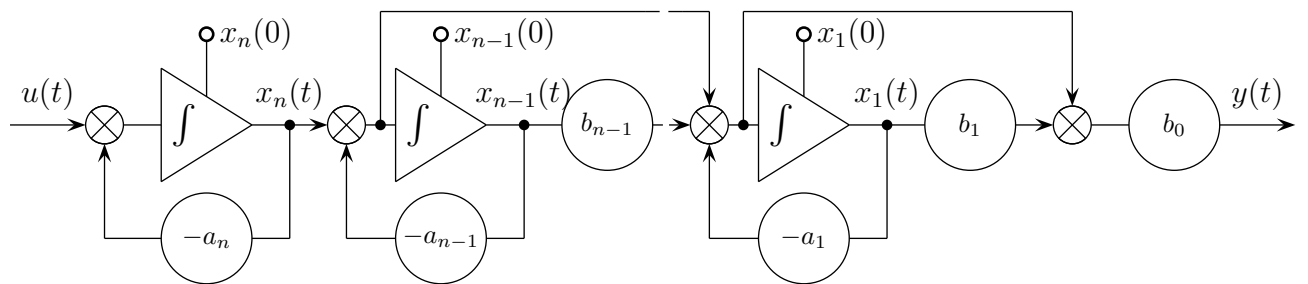 x_n(0) x_{n−1}(0) x_1(0)
u(t) x_n(t) x_{n−1}(t) x_1(t) y(t)
∫ ∫ b_{n−1} ∫ b_1 b_0
−a_n −a_{n−1} −a_1